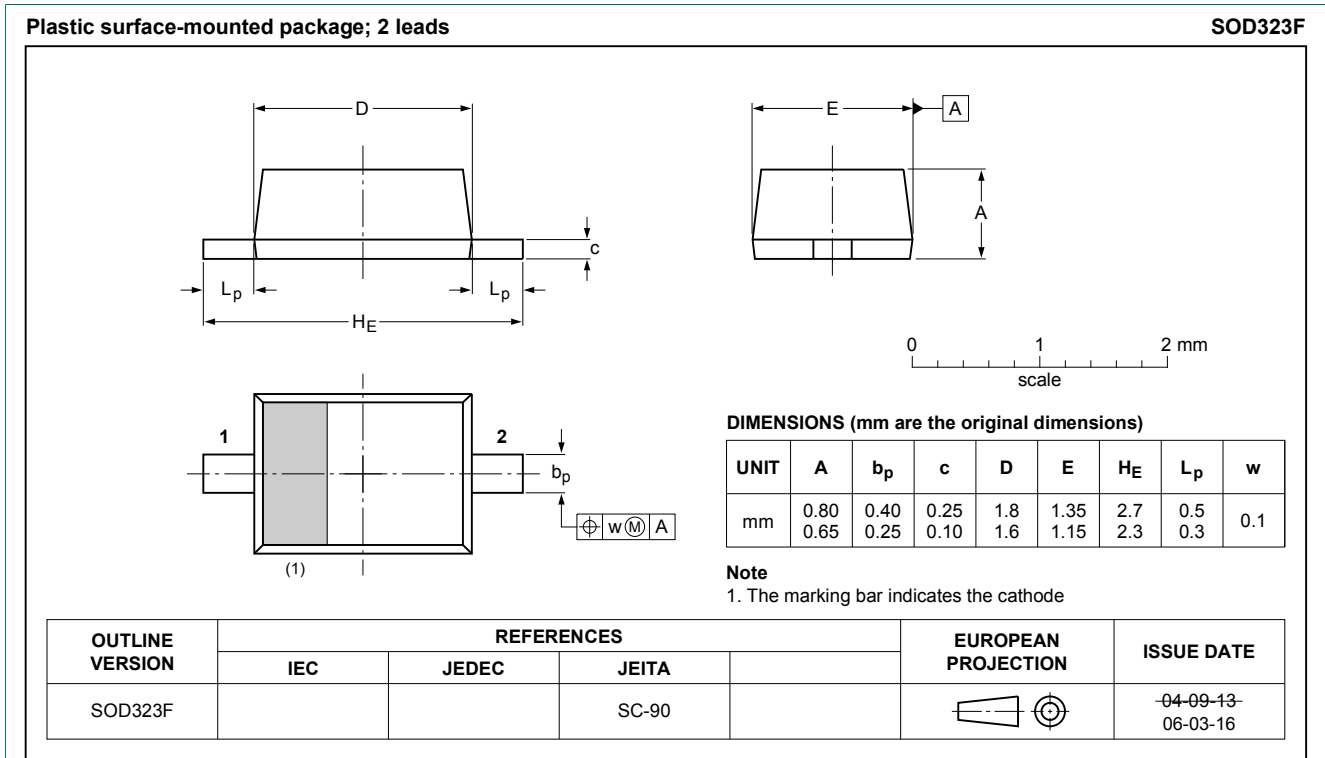 Plastic surface-mounted package; 2 leads SOD323F
D
E A
A
c
Lp Lp
HE
0 1 2 mm
scale
1 2
bp
w Ⓜ A
(1)
DIMENSIONS (mm are the original dimensions)
UNIT A bp c D E HE Lp w
mm 0.80 0.40 0.25 1.8 1.35 2.7 0.5 0.1
0.65 0.25 0.10 1.6 1.15 2.3 0.3
Note
1. The marking bar indicates the cathode
OUTLINE VERSION REFERENCES EUROPEAN PROJECTION ISSUE DATE
IEC JEDEC JEITA
SOD323F SC-90 04-09-13
06-03-16